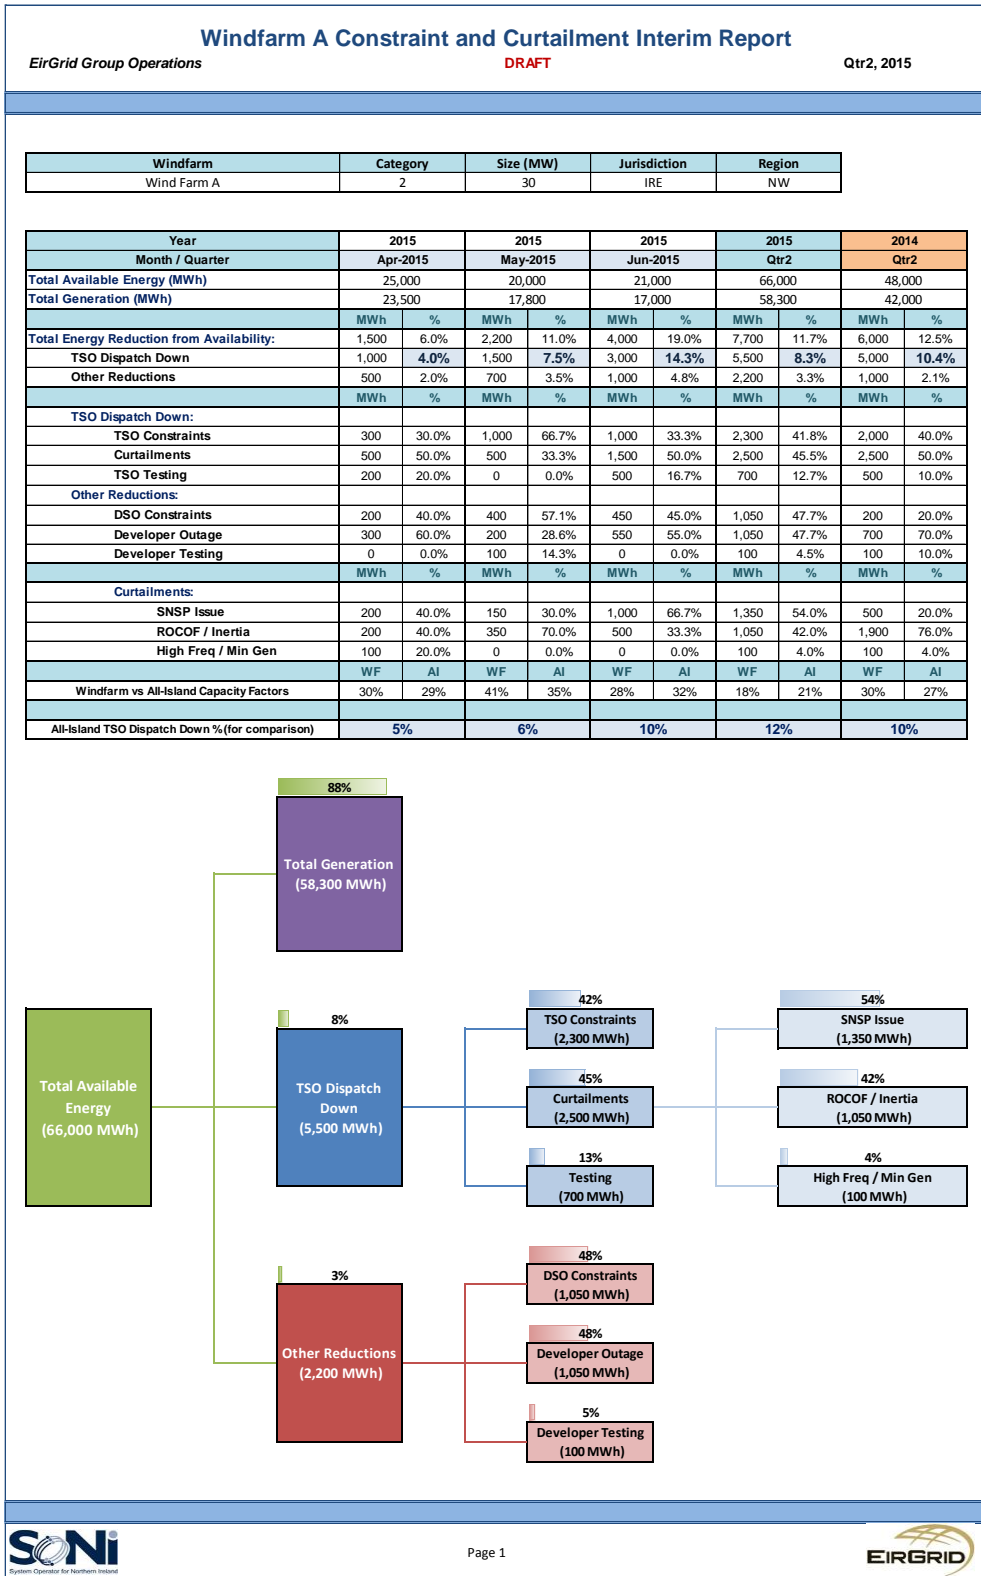 Windfarm A Constraint and Curtailment Interim Report
EirGrid Group Operations DRAFT Qtr2, 2015
Windfarm Category Size (MW) Jurisdiction Region
Wind Farm A 2 30 IRE NW
Year 2015 2015 2015 2015 2014
Month / Quarter Apr-2015 May-2015 Jun-2015 Qtr2 Qtr2
Total Available Energy (MWh) 25,000 20,000 21,000 66,000 48,000
Total Generation (MWh) 23,500 17,800 17,000 58,300 42,000
MWh % MWh % MWh % MWh % MWh %
Total Energy Reduction from Availability: 1,500 6.0% 2,200 11.0% 4,000 19.0% 7,700 11.7% 6,000 12.5%
TSO Dispatch Down 1,000 4.0% 1,500 7.5% 3,000 14.3% 5,500 8.3% 5,000 10.4%
Other Reductions 500 2.0% 700 3.5% 1,000 4.8% 2,200 3.3% 1,000 2.1%
MWh % MWh % MWh % MWh % MWh %
TSO Dispatch Down:
TSO Constraints 300 30.0% 1,000 66.7% 1,000 33.3% 2,300 41.8% 2,000 40.0%
Curtailments 500 50.0% 500 33.3% 1,500 50.0% 2,500 45.5% 2,500 50.0%
TSO Testing 200 20.0% 0 0.0% 500 16.7% 700 12.7% 500 10.0%
Other Reductions:
DSO Constraints 200 40.0% 400 57.1% 450 45.0% 1,050 47.7% 200 20.0%
Developer Outage 300 60.0% 200 28.6% 550 55.0% 1,050 47.7% 700 70.0%
Developer Testing 0 0.0% 100 14.3% 0 0.0% 100 4.5% 100 10.0%
MWh % MWh % MWh % MWh % MWh %
Curtailments:
SNSP Issue 200 40.0% 150 30.0% 1,000 66.7% 1,350 54.0% 500 20.0%
ROCOF / Inertia 200 40.0% 350 70.0% 500 33.3% 1,050 42.0% 1,900 76.0%
High Freq / Min Gen 100 20.0% 0 0.0% 0 0.0% 100 4.0% 100 4.0%
WF AI WF AI WF AI WF AI WF AI
Windfarm vs All-Island Capacity Factors 30% 29% 41% 35% 28% 32% 18% 21% 30% 27%
All-Island TSO Dispatch Down %(for comparison) 5% 6% 10% 12% 10%
88%
Total Generation
(58,300 MWh)
Total Available
Energy
(66,000 MWh)
8%
TSO Dispatch
Down
(5,500 MWh)
42%
TSO Constraints
(2,300 MWh)
45%
Curtailments
(2,500 MWh)
13%
Testing
(700 MWh)
54%
SNSP Issue
(1,350 MWh)
42%
ROCOF / Inertia
(1,050 MWh)
4%
High Freq / Min Gen
(100 MWh)
3%
Other Reductions
(2,200 MWh)
48%
DSO Constraints
(1,050 MWh)
48%
Developer Outage
(1,050 MWh)
5%
Developer Testing
(100 MWh)
SONi
System Operator for Northern Ireland
Page 1
EIRGRID